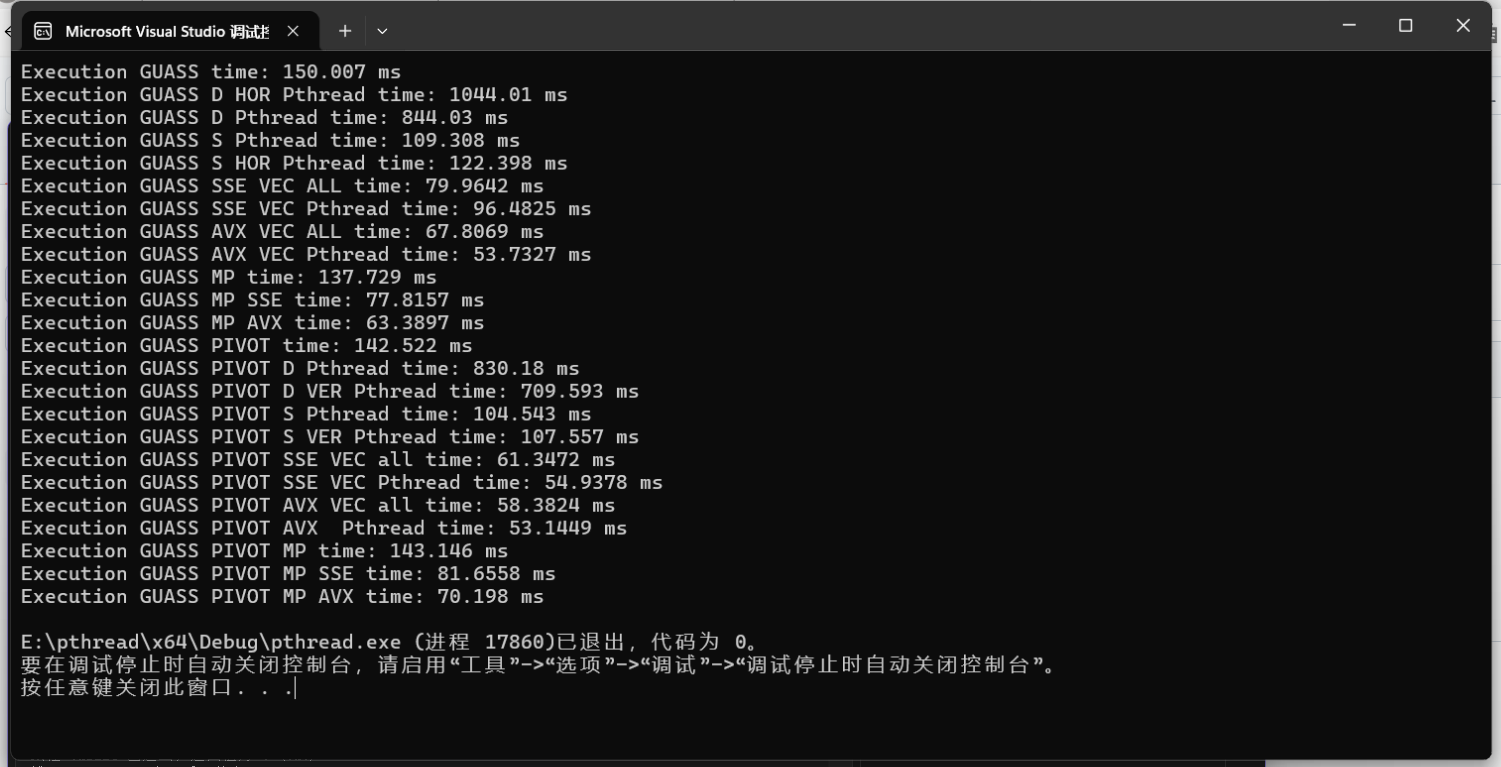 Microsoft Visual Studio 调试控
Execution GUASS time: 150.007 ms
Execution GUASS D HOR Pthread time: 1044.01 ms
Execution GUASS D Pthread time: 844.03 ms
Execution GUASS S Pthread time: 109.308 ms
Execution GUASS S HOR Pthread time: 122.398 ms
Execution GUASS SSE VEC ALL time: 79.9642 ms
Execution GUASS SSE VEC Pthread time: 96.4825 ms
Execution GUASS AVX VEC ALL time: 67.8069 ms
Execution GUASS AVX VEC Pthread time: 53.7327 ms
Execution GUASS MP time: 137.729 ms
Execution GUASS MP SSE time: 77.8157 ms
Execution GUASS MP AVX time: 63.3897 ms
Execution GUASS PIVOT time: 142.522 ms
Execution GUASS PIVOT D Pthread time: 830.18 ms
Execution GUASS PIVOT D VER Pthread time: 709.593 ms
Execution GUASS PIVOT S Pthread time: 104.543 ms
Execution GUASS PIVOT S VER Pthread time: 107.557 ms
Execution GUASS PIVOT SSE VEC all time: 61.3472 ms
Execution GUASS PIVOT SSE VEC Pthread time: 54.9378 ms
Execution GUASS PIVOT AVX VEC all time: 58.3824 ms
Execution GUASS PIVOT AVX  Pthread time: 53.1449 ms
Execution GUASS PIVOT MP time: 143.146 ms
Execution GUASS PIVOT MP SSE time: 81.6558 ms
Execution GUASS PIVOT MP AVX time: 70.198 ms
E:\pthread\x64\Debug\pthread.exe (进程 17860)已退出，代码为 0。
要在调试停止时自动关闭控制台，请启用“工具”->“选项”->“调试”->“调试停止时自动关闭控制台”。
按任意键关闭此窗口. . .